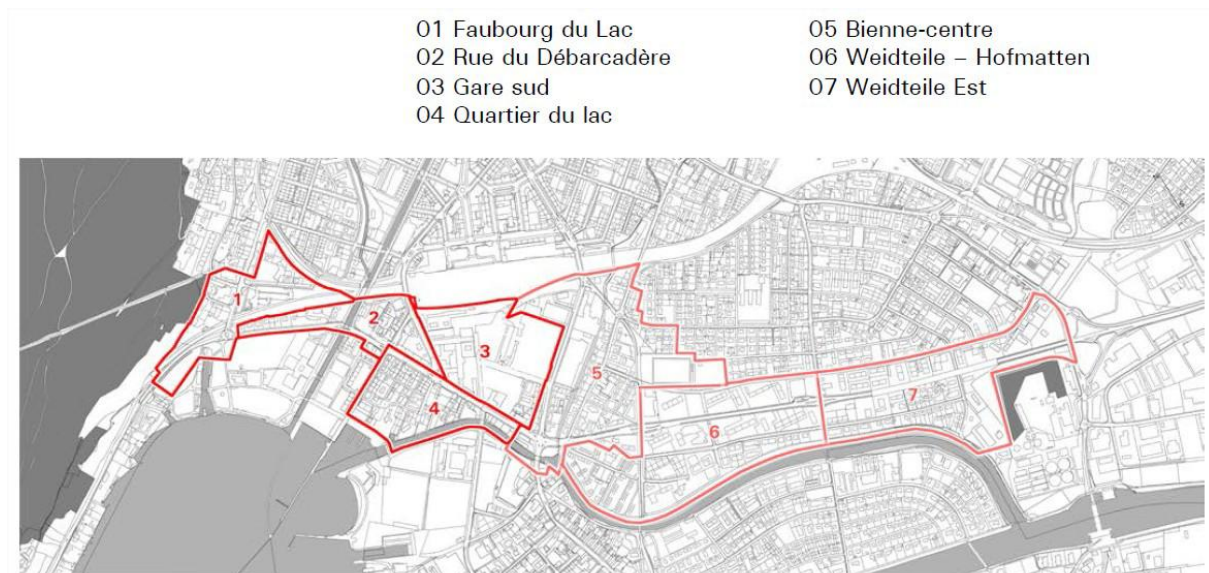 01 Faubourg du Lac
02 Rue du Débarcadère
03 Gare sud
04 Quartier du lac
05 Bienne-centre
06 Weidteile – Hofmatten
07 Weidteile Est
1
2
3
4
5
6
7